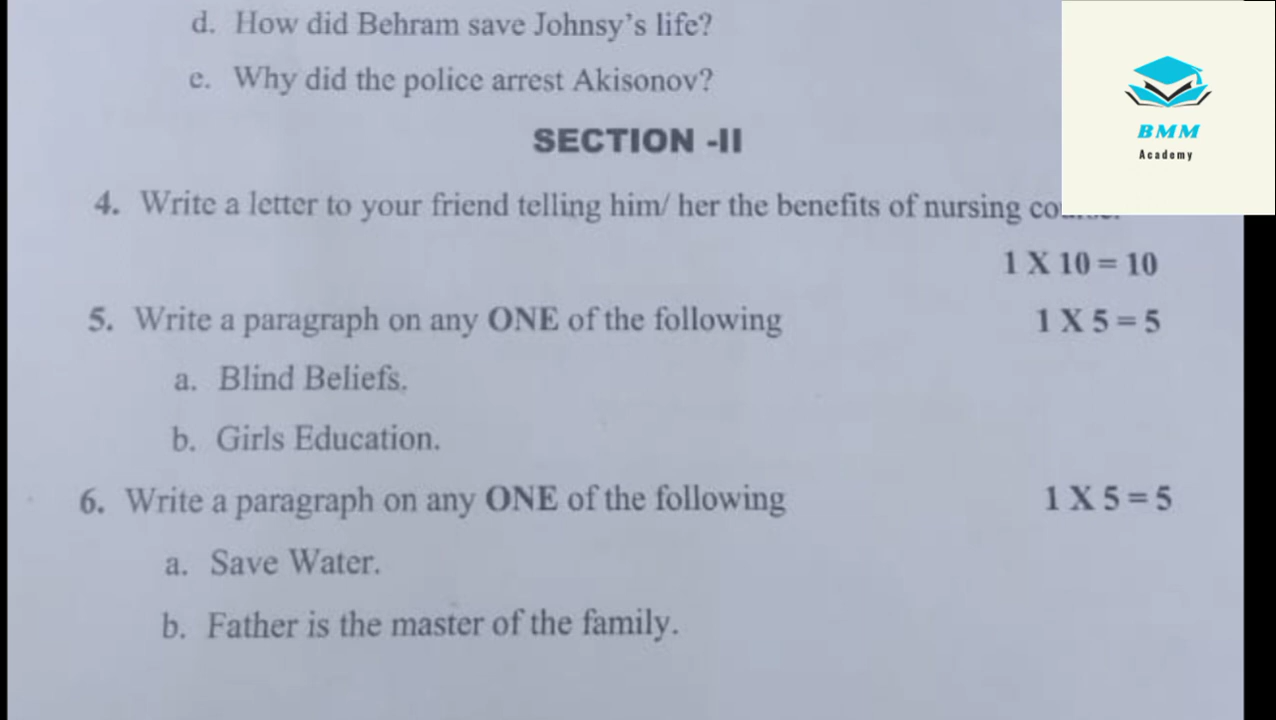 d. How did Behram save Johnsy's life?
e. Why did the police arrest Akisonov?
BMM
Academy
SECTION -II
4. Write a letter to your friend telling him/ her the benefits of nursing
1 X 10 = 10
5. Write a paragraph on any ONE of the following 1 X 5 = 5
a. Blind Beliefs.
b. Girls Education.
6. Write a paragraph on any ONE of the following 1 X 5 = 5
a. Save Water.
b. Father is the master of the family.